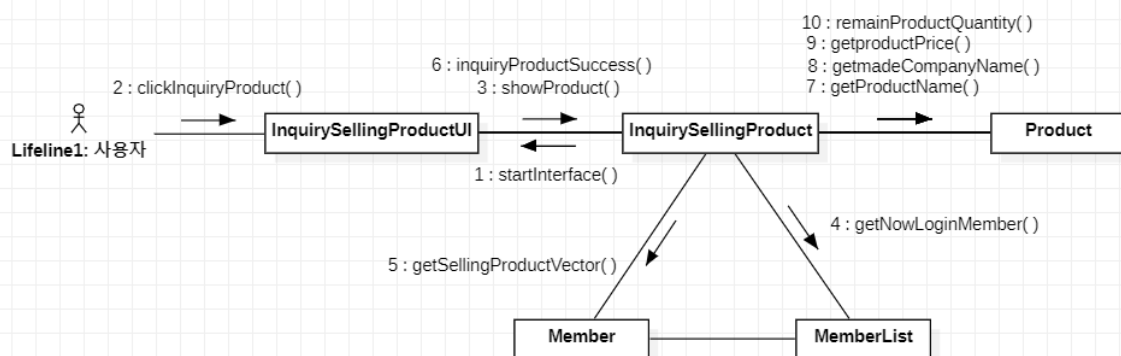 10 : remainProductQuantity( )
9 : getproductPrice( )
8 : getmadeCompanyName( )
7 : getProductName( )
6 : inquiryProductSuccess( )
3 : showProduct( )
2 : clickInquiryProduct( )
Lifeline1: 사용자
InquirySellingProductUI
InquirySellingProduct
Product
1 : startInterface( )
4 : getNowLoginMember( )
5 : getSellingProductVector( )
Member
MemberList